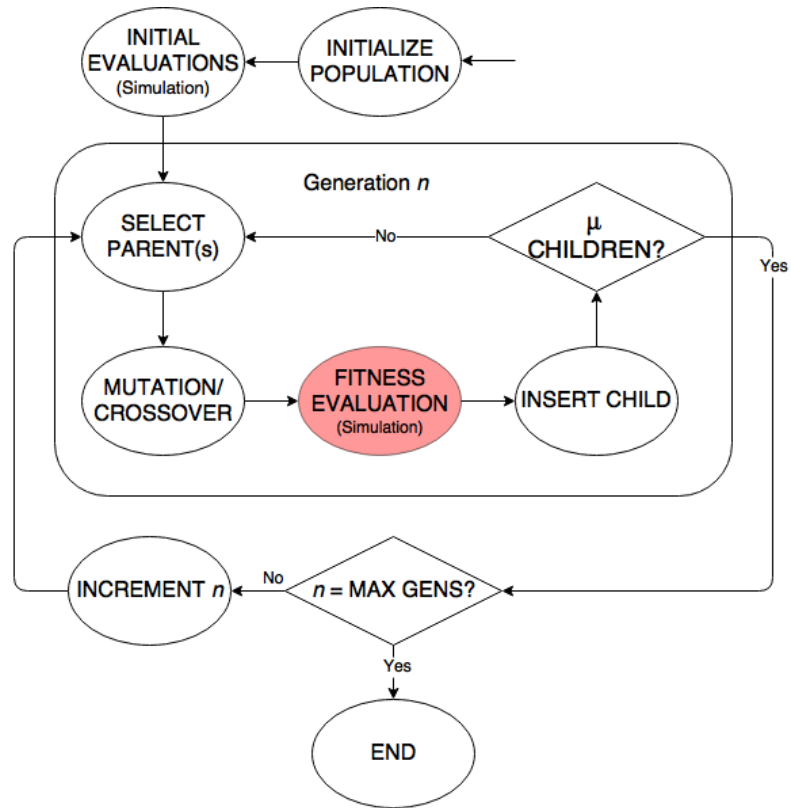 INITIAL
EVALUATIONS
(Simulation)
INITIALIZE
POPULATION
Generation n
SELECT
PARENT(s)
No
μ
CHILDREN?
Yes
MUTATION/
CROSSOVER
FITNESS
EVALUATION
(Simulation)
INSERT CHILD
INCREMENT n
No
n = MAX GENS?
Yes
END